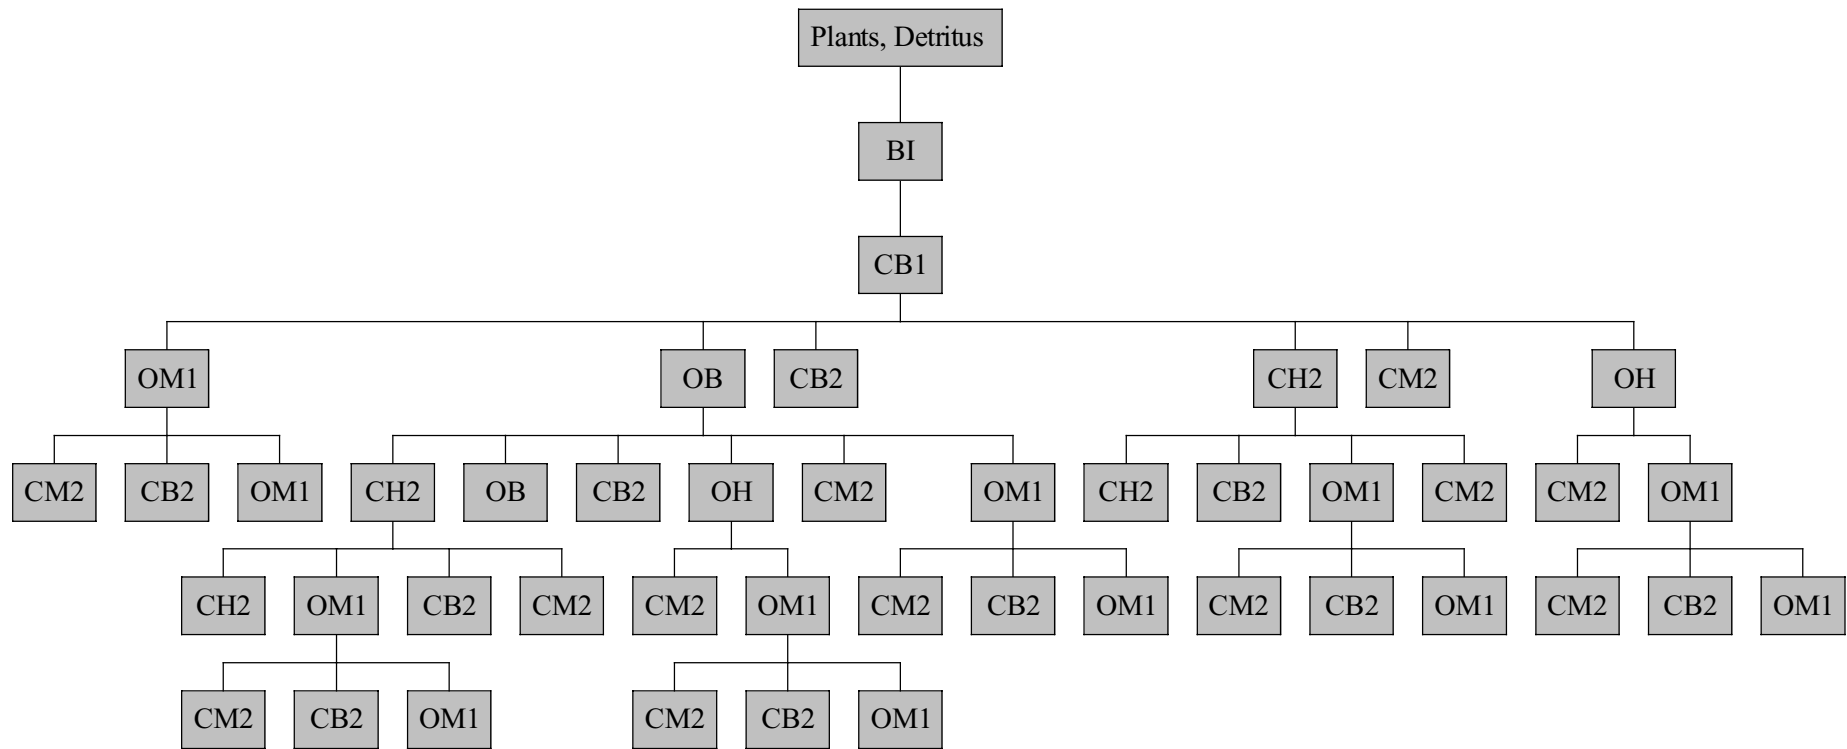 Plants, Detritus
BI
CB1
OM1 OB CB2 CH2 CM2 OH
CM2 CB2 OM1 CH2 OB CB2 OH CM2 OM1 CH2 CB2 OM1 CM2 CM2 OM1
CH2 OM1 CB2 CM2 CM2 OM1 CM2 CB2 OM1 CM2 CB2 OM1 CM2 CB2 OM1
CM2 CB2 OM1 CM2 CB2 OM1